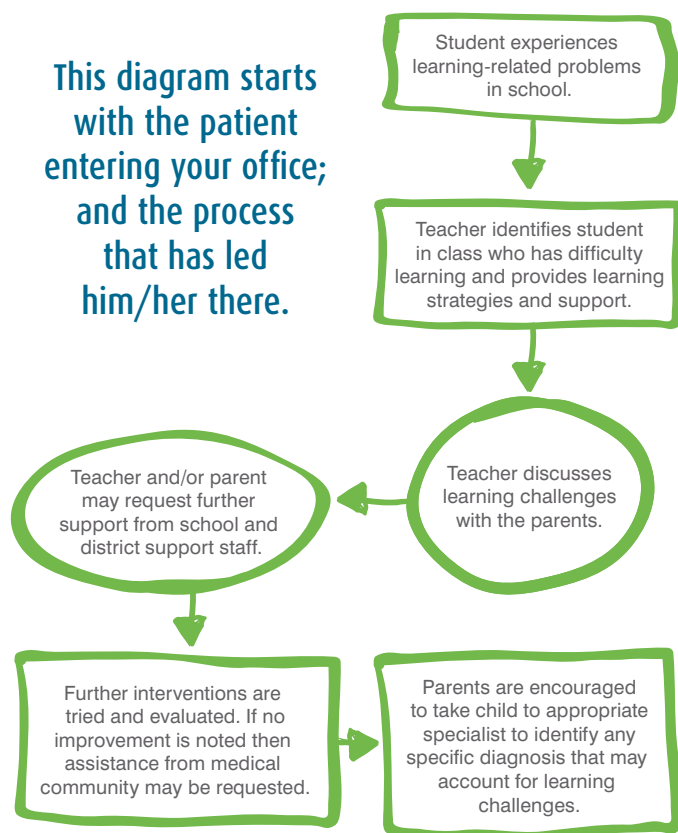 This diagram starts
with the patient
entering your office;
and the process
that has led
him/her there.
Student experiences
learning-related problems
in school.
Teacher identifies student
in class who has difficulty
learning and provides learning
strategies and support.
Teacher discusses
learning challenges
with the parents.
Teacher and/or parent
may request further
support from school and
district support staff.
Further interventions are
tried and evaluated. If no
improvement is noted then
assistance from medical
community may be requested.
Parents are encouraged
to take child to appropriate
specialist to identify any
specific diagnosis that may
account for learning
challenges.